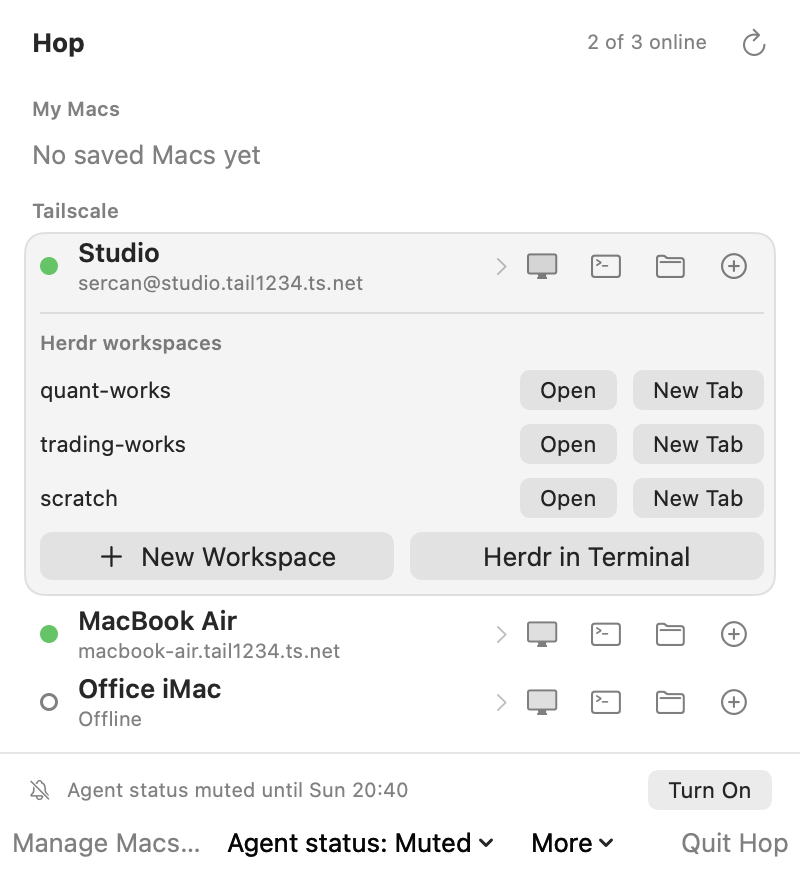 Hop
2 of 3 online
My Macs
No saved Macs yet
Tailscale
Studio
sercan@studio.tail1234.ts.net
Herdr workspaces
quant-works Open New Tab
trading-works Open New Tab
scratch Open New Tab
New Workspace Herdr in Terminal
MacBook Air
macbook-air.tail1234.ts.net
Office iMac
Offline
Agent status muted until Sun 20:40 Turn On
Manage Macs... Agent status: Muted More Quit Hop